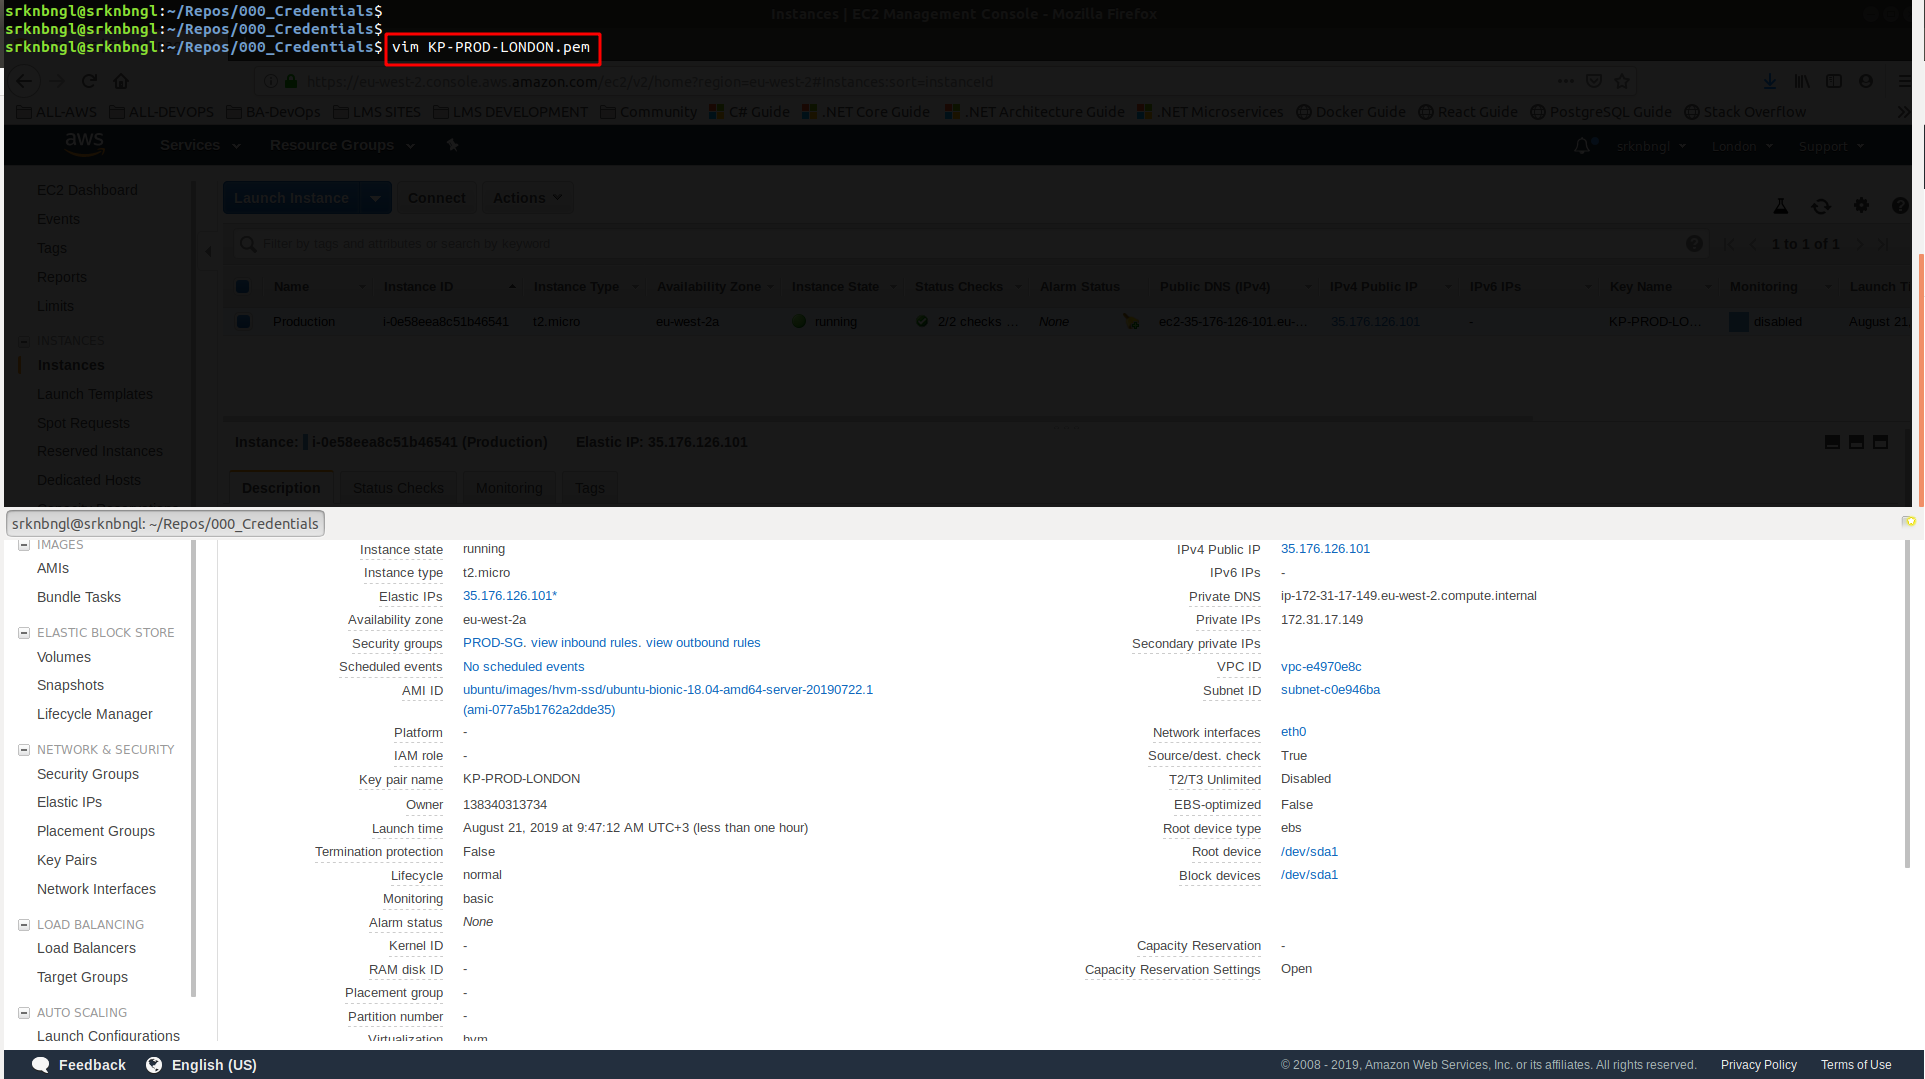 srknbngl@srknbngl:~/Repos/000_Credentials$
srknbngl@srknbngl:~/Repos/000_Credentials$
srknbngl@srknbngl:~/Repos/000_Credentials$ vim KP-PROD-LONDON.pem
Instances | EC2 Management Console - Mozilla Firefox
https://eu-west-2.console.aws.amazon.com/ec2/v2/home?region=eu-west-2#Instances:sort=instanceId
ALL-AWS ALL-DEVOPS BA-DevOps LMS SITES LMS DEVELOPMENT Community C# Guide .NET Core Guide .NET Architecture Guide .NET Microservices Docker Guide React Guide PostgreSQL Guide Stack Overflow
aws Services Resource Groups srknbngl London Support
EC2 Dashboard
Events
Tags
Reports
Limits
INSTANCES
Instances
Launch Templates
Spot Requests
Reserved Instances
Dedicated Hosts
Launch Instance Connect Actions
Filter by tags and attributes or search by keyword 1 to 1 of 1
Name Instance ID Instance Type Availability Zone Instance State Status Checks Alarm Status Public DNS (IPv4) IPv4 Public IP IPv6 IPs Key Name Monitoring Launch Ti
Production i-0e58eea8c51b46541 t2.micro eu-west-2a running 2/2 checks ... None ec2-35-176-126-101.eu-... 35.176.126.101 - KP-PROD-LO... disabled August 21,
Instance: i-0e58eea8c51b46541 (Production) Elastic IP: 35.176.126.101
Description Status Checks Monitoring Tags
srknbngl@srknbngl: ~/Repos/000_Credentials
IMAGES
AMIs
Bundle Tasks
ELASTIC BLOCK STORE
Volumes
Snapshots
Lifecycle Manager
NETWORK & SECURITY
Security Groups
Elastic IPs
Placement Groups
Key Pairs
Network Interfaces
LOAD BALANCING
Load Balancers
Target Groups
AUTO SCALING
Launch Configurations
Instance state running
Instance type t2.micro
Elastic IPs 35.176.126.101*
Availability zone eu-west-2a
Security groups PROD-SG. view inbound rules. view outbound rules
Scheduled events No scheduled events
AMI ID ubuntu/images/hvm-ssd/ubuntu-bionic-18.04-amd64-server-20190722.1
(ami-077a5b1762a2dde35)
Platform -
IAM role -
Key pair name KP-PROD-LONDON
Owner 138340313734
Launch time August 21, 2019 at 9:47:12 AM UTC+3 (less than one hour)
Termination protection False
Lifecycle normal
Monitoring basic
Alarm status None
Kernel ID -
RAM disk ID -
Placement group -
Partition number -
Virtualization hvm
IPv4 Public IP 35.176.126.101
IPv6 IPs -
Private DNS ip-172-31-17-149.eu-west-2.compute.internal
Private IPs 172.31.17.149
Secondary private IPs
VPC ID vpc-e4970e8c
Subnet ID subnet-c0e946ba
Network interfaces eth0
Source/dest. check True
T2/T3 Unlimited Disabled
EBS-optimized False
Root device type ebs
Root device /dev/sda1
Block devices /dev/sda1
Capacity Reservation -
Capacity Reservation Settings Open
Feedback English (US) © 2008 - 2019, Amazon Web Services, Inc. or its affiliates. All rights reserved. Privacy Policy Terms of Use